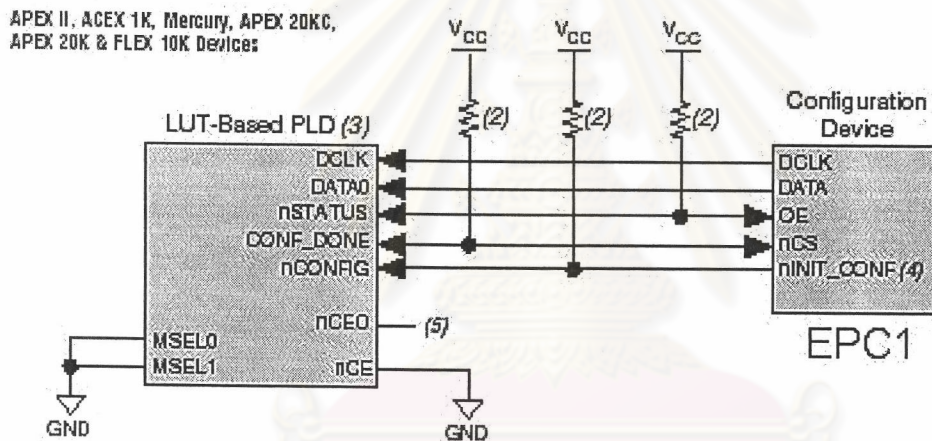 APEX II, ACEX 1K, Mercury, APEX 20KC,
APEX 20K & FLEX 10K Devices
VCC
VCC
VCC
(2)
(2)
(2)
LUT-Based PLD (3)
Configuration
Device
DCLK
DATA0
nSTATUS
CONF_DONE
nCONFIG
nCEO
(5)
MSEL0
MSEL1
nCE
GND
GND
DCLK
DATA
OE
nCS
nINIT_CONF (4)
EPC1